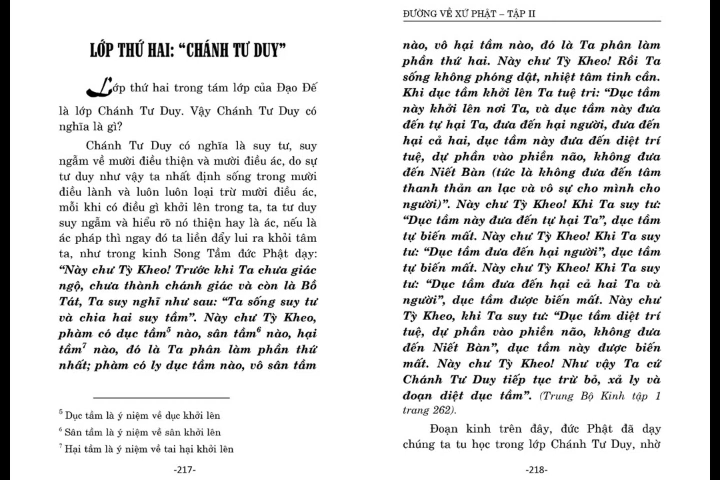 LỚP THỨ HAI: “CHÁNH TƯ DUY”
Lớp thứ hai trong tám lớp của Đạo Đế
là lớp Chánh Tư Duy. Vậy Chánh Tư Duy có
nghĩa là gì?
Chánh Tư Duy có nghĩa là suy tư, suy
ngẫm về mười điều thiện và mười điều ác, do sự
tư duy như vậy ta nhất định sống trong mười
điều lành và luôn luôn loại trừ mười điều ác,
mỗi khi có điều gì khởi lên trong ta, ta tư duy
suy ngẫm và hiểu rõ nó thiện hay là ác, nếu là
ác pháp thì ngay đó ta liền đẩy lui ra khỏi tâm
ta, như trong kinh Song Tầm đức Phật dạy:
“Này chư Tỳ Kheo! Trước khi Ta chưa giác
ngộ, chưa thành chánh giác và còn là Bồ
Tát, Ta suy nghĩ như sau: “Ta sống suy tư
và chia hai suy tầm”. Này chư Tỳ Kheo,
phàm có dục tầm⁵ nào, sân tầm⁶ nào, hại
tầm⁷ nào, đó là Ta phân làm phần thứ
nhất; phàm có ly dục tầm nào, vô sân tầm
⁵ Dục tầm là ý niệm về dục khởi lên
⁶ Sân tầm là ý niệm về sân khởi lên
⁷ Hại tầm là ý niệm về tai hại khởi lên
-217-
ĐƯỜNG VỀ XỨ PHẬT – TẬP II
nào, vô hại tầm nào, đó là Ta phân làm
phần thứ hai. Này chư Tỳ Kheo! Rồi Ta
sống không phóng dật, nhiệt tâm tinh cần.
Khi dục tầm khởi lên Ta tuệ tri: “Dục tầm
này khởi lên nơi Ta, và dục tầm này đưa
đến tự hại Ta, đưa đến hại người, đưa đến
hại cả hai, dục tầm này đưa đến diệt trí
tuệ, dự phần vào phiền não, không đưa
đến Niết Bàn (tức là không đưa đến tâm
thanh thản an lạc và vô sự cho mình cho
người)”. Này chư Tỳ Kheo! Khi Ta suy tư:
“Dục tầm này đưa đến tự hại Ta”, dục tầm
tự biến mất. Này chư Tỳ Kheo! Khi Ta suy
tư: “Dục tầm đưa đến hại người”, dục tầm
tự biến mất. Này chư Tỳ Kheo! Khi Ta suy
tư: “Dục tầm đưa đến hại cả hai Ta và
người”, dục tầm được biến mất. Này chư
Tỳ Kheo, khi Ta suy tư: “Dục tầm diệt trí
tuệ, dự phần vào phiền não, không đưa
đến Niết Bàn”, dục tầm này được biến
mất. Này chư Tỳ Kheo! Như vậy Ta cứ
Chánh Tư Duy tiếp tục trừ bỏ, xả ly và
đoạn diệt dục tầm”. (Trung Bộ Kinh tập 1
trang 262).
Đoạn kinh trên đây, đức Phật đã dạy
chúng ta tu học trong lớp Chánh Tư Duy, nhờ
-218-